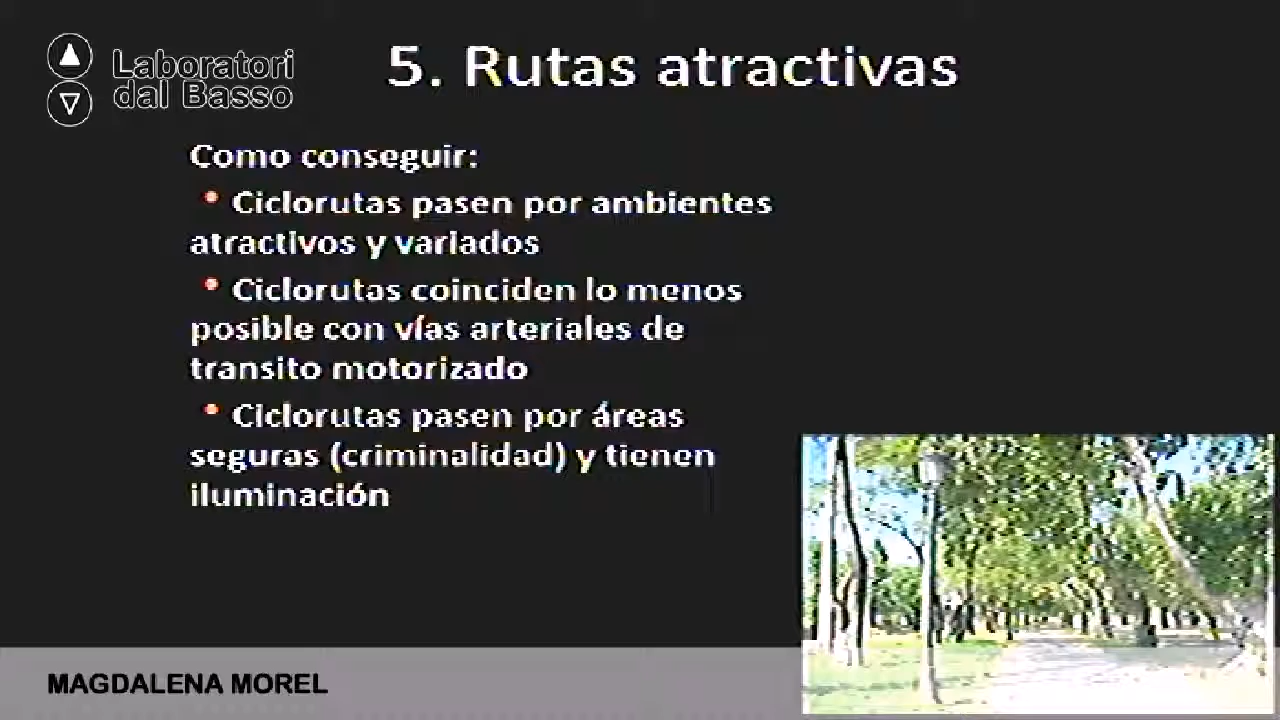 Laboratori
dal Basso
5. Rutas atractivas
Como conseguir:
• Ciclorutas pasen por ambientes
atractivos y variados
• Ciclorutas coinciden lo menos
posible con vías arteriales de
transito motorizado
• Ciclorutas pasen por áreas
seguras (criminalidad) y tienen
iluminación
MAGDALENA MOREL